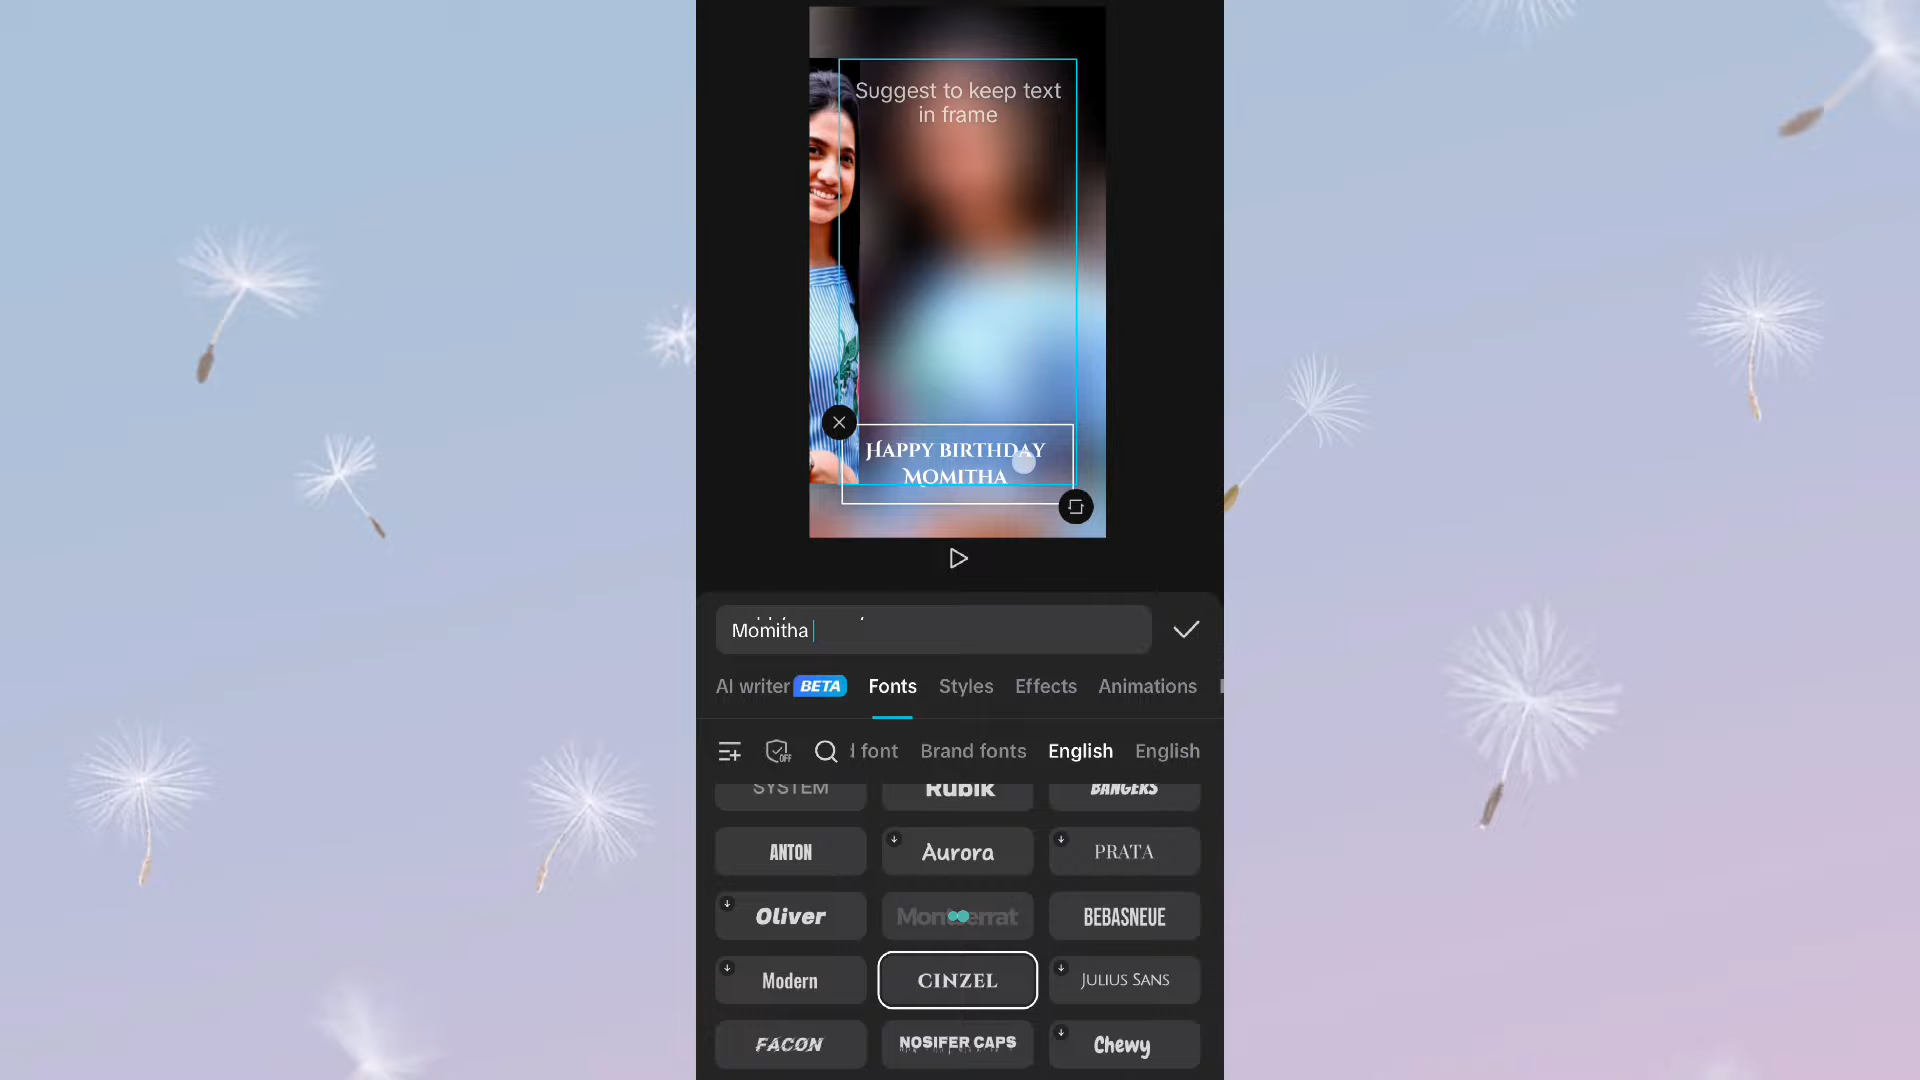 Suggest to keep text
in frame
HAPPY BIRTHDAY
MOMITHA
Momitha
AI writer BETA Fonts Styles Effects Animations
OFF d font Brand fonts English English
SYSTEM Rubik BANGERS
ANTON Aurora PRATA
Oliver Montserrat BEBASNEUE
Modern CINZEL JULIUS SANS
FACON NOSIFER CAPS Chewy